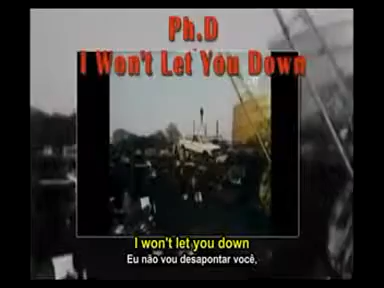 Ph.D
I Won't Let You Down
I won't let you down
Eu não vou desapontar você,